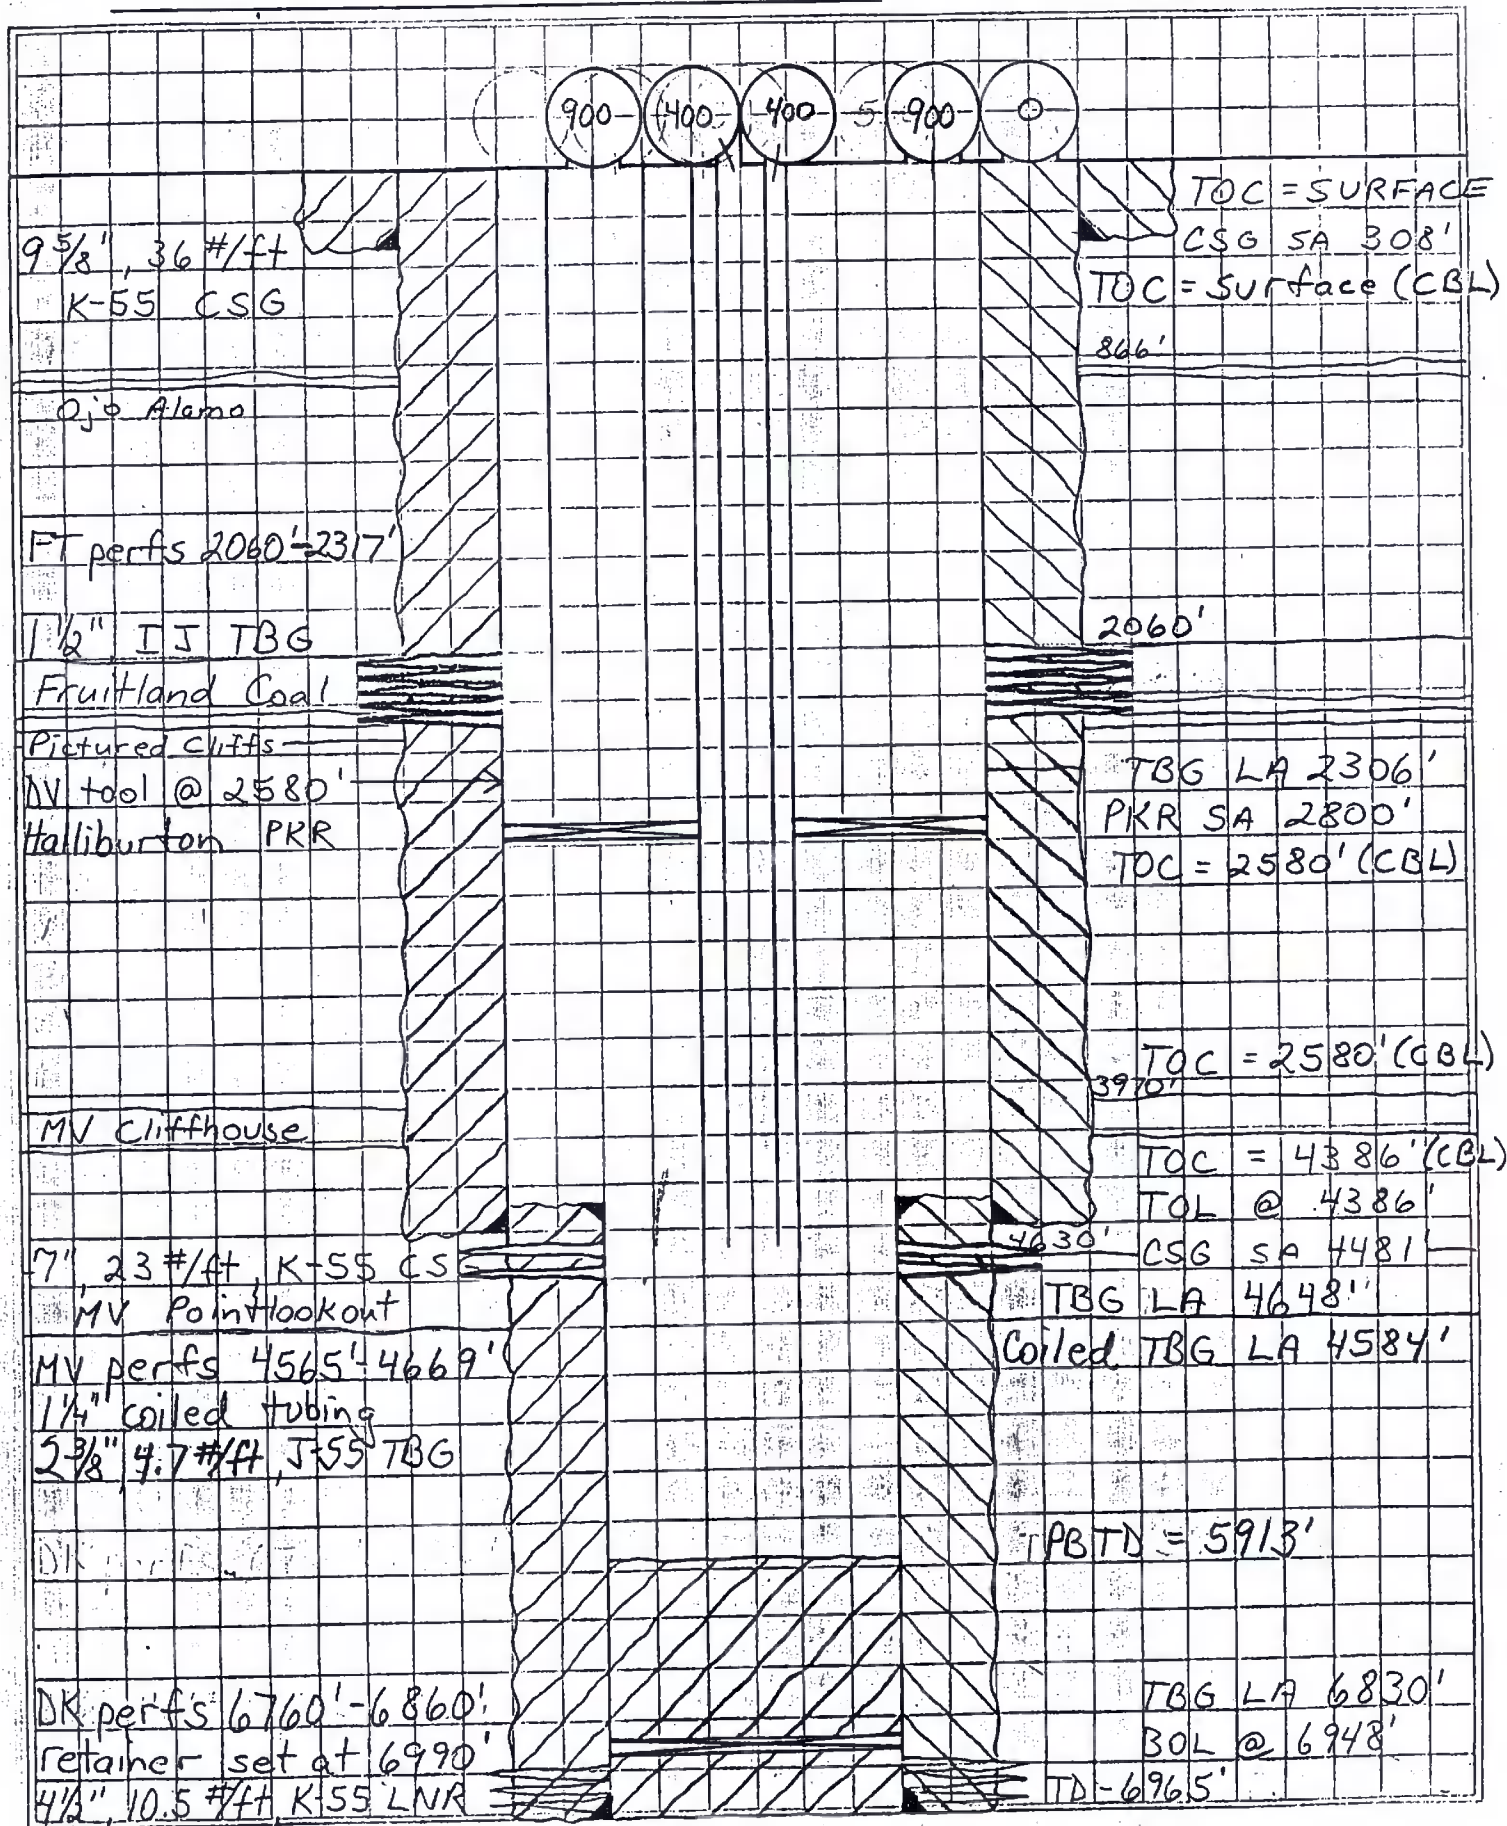 900 400 400 5 900 0
TOC = SURFACE
9 5/8", 36 #/ft
CSG SA 308'
K-55 CSG
TOC = Surface (CBL)
866'
Ojo Alamo
FT perfs 2060'-2317'
1 1/2" IJ TBG
2060'
Fruitland Coal
Pictured Cliffs
DV tool @ 2580'
TBG LA 2306'
Halliburton PKR
PKR SA 2800'
TOC = 2580' (CBL)
TOC = 2580' (CBL)
3970'
MV Cliffhouse
TOC = 4386' (CBL)
TOL @ 4386'
4630'
7", 23 #/ft, K-55 CSG
CSG SA 4481'
MV Pointlookout
TBG LA 4648'
MV perfs 4565'-4669'
Coiled TBG LA 4584'
1 1/4" coiled tubing
2 3/8" 4.7 #/ft, J-55 TBG
PBTD = 5913'
DK
DK perfs 6760'-6860'
TBG LA 6830'
retainer set at 6990'
BOL @ 6948'
4 1/2", 10.5 #/ft, K-55 LNR
TD-6965'